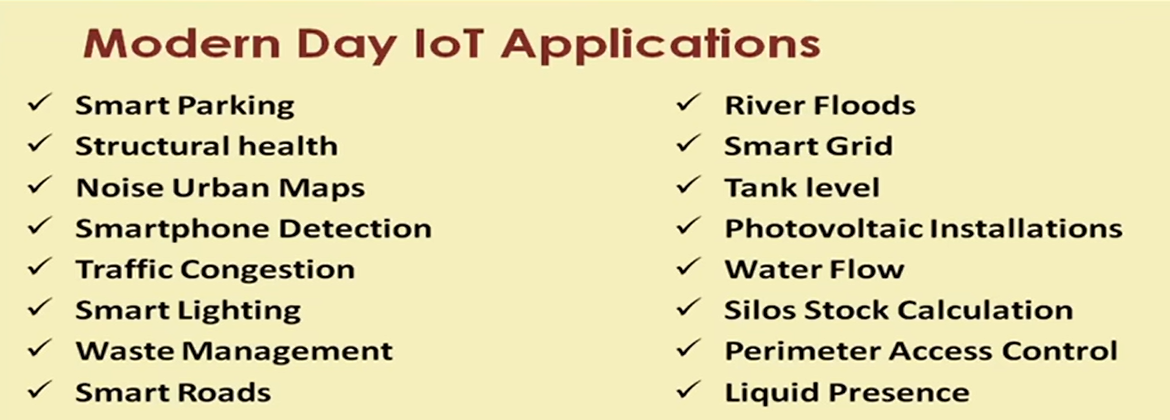 Modern Day IoT Applications
✓ Smart Parking
✓ Structural health
✓ Noise Urban Maps
✓ Smartphone Detection
✓ Traffic Congestion
✓ Smart Lighting
✓ Waste Management
✓ Smart Roads
✓ River Floods
✓ Smart Grid
✓ Tank level
✓ Photovoltaic Installations
✓ Water Flow
✓ Silos Stock Calculation
✓ Perimeter Access Control
✓ Liquid Presence